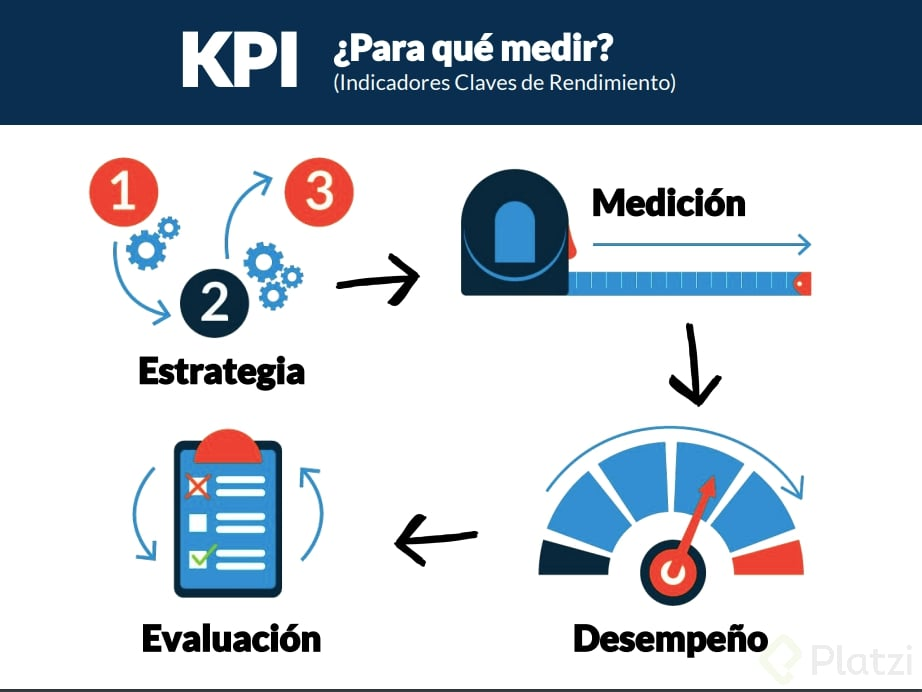 KPI
¿Para qué medir?
(Indicadores Claves de Rendimiento)
1
3
2
Medición
Estrategia
Evaluación
Desempeño
Platzi